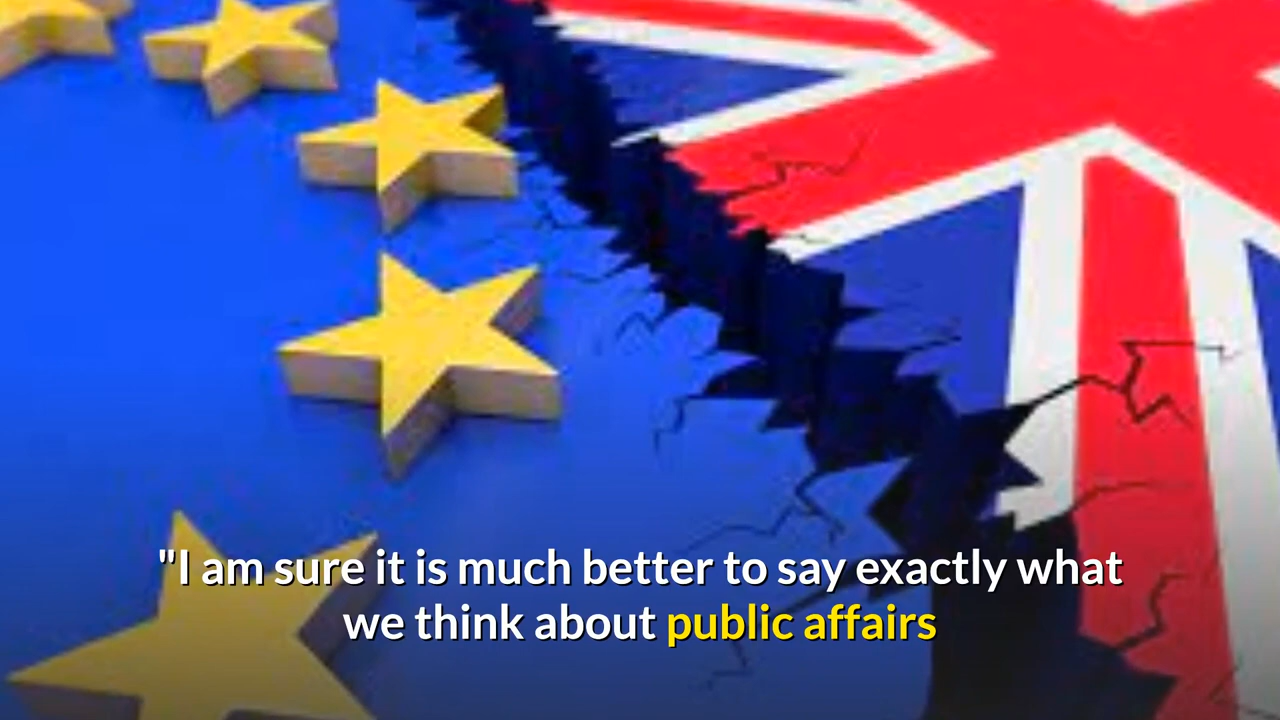 "I am sure it is much better to say exactly what
we think about public affairs